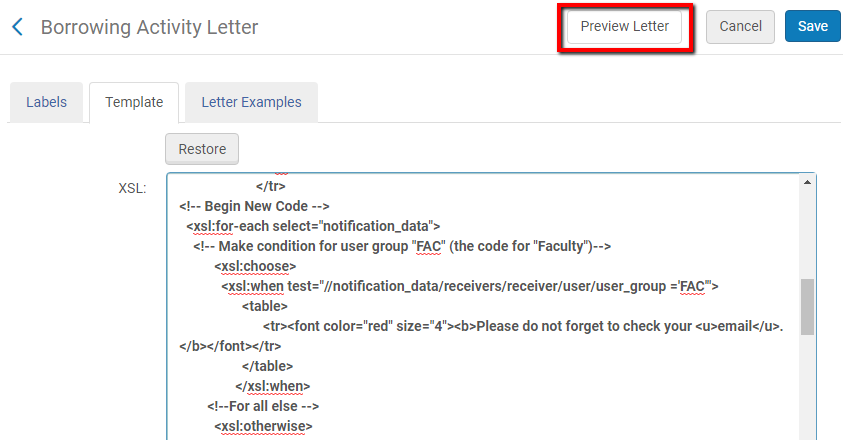 Borrowing Activity Letter
Preview Letter
Cancel
Save
Labels
Template
Letter Examples
Restore
XSL:
</tr>
<!-- Begin New Code -->
<xsl:for-each select="notification_data">
<!-- Make condition for user group "FAC" (the code for "Faculty")-->
<xsl:choose>
<xsl:when test="//notification_data/receivers/receiver/user/user_group ='FAC'">
<table>
<tr><font color="red" size="4"><b>Please do not forget to check your <u>email</u>.
</b></font></tr>
</table>
</xsl:when>
<!--For all else -->
<xsl:otherwise>